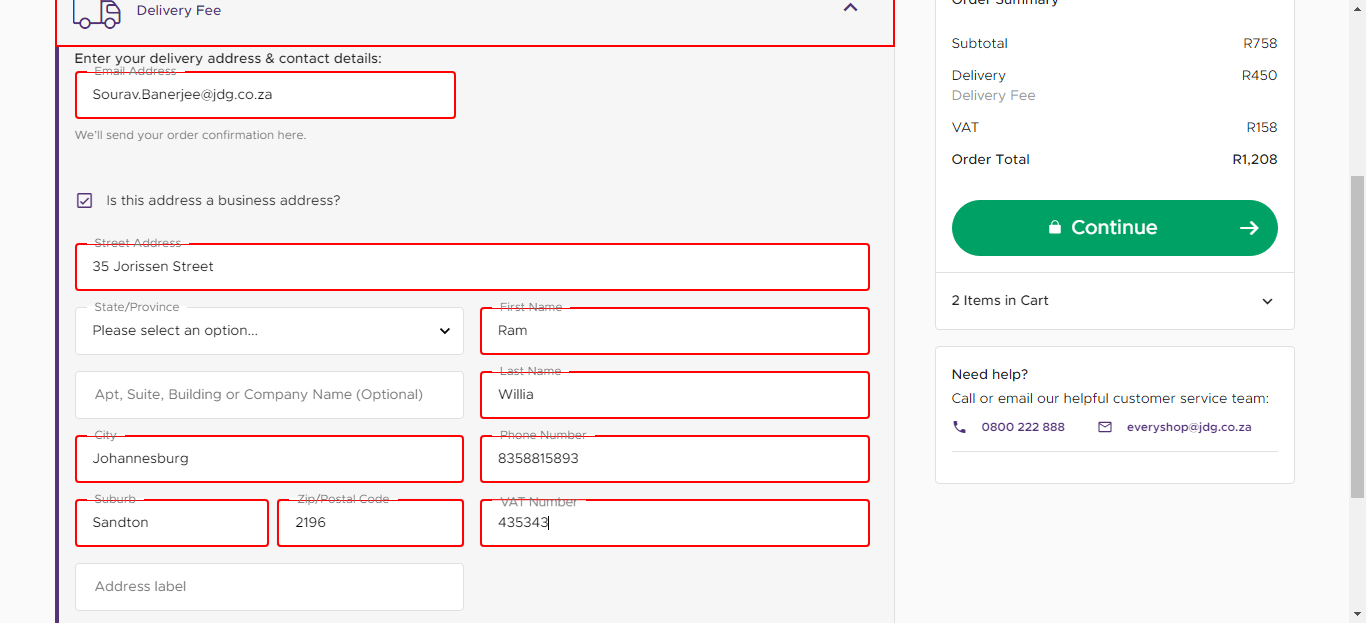 Delivery Fee
Enter your delivery address & contact details:
Email Address
Sourav.Banerjee@jdg.co.za
We'll send your order confirmation here.
Is this address a business address?
Street Address
35 Jorissen Street
State/Province
Please select an option...
First Name
Ram
Apt, Suite, Building or Company Name (Optional)
Last Name
Willia
City
Johannesburg
Phone Number
8358815893
Suburb
Sandton
Zip/Postal Code
2196
VAT Number
435343
Address label
Order Summary
Subtotal R758
Delivery R450
Delivery Fee
VAT R158
Order Total R1,208
Continue
2 Items in Cart
Need help?
Call or email our helpful customer service team:
0800 222 888 everyshop@jdg.co.za